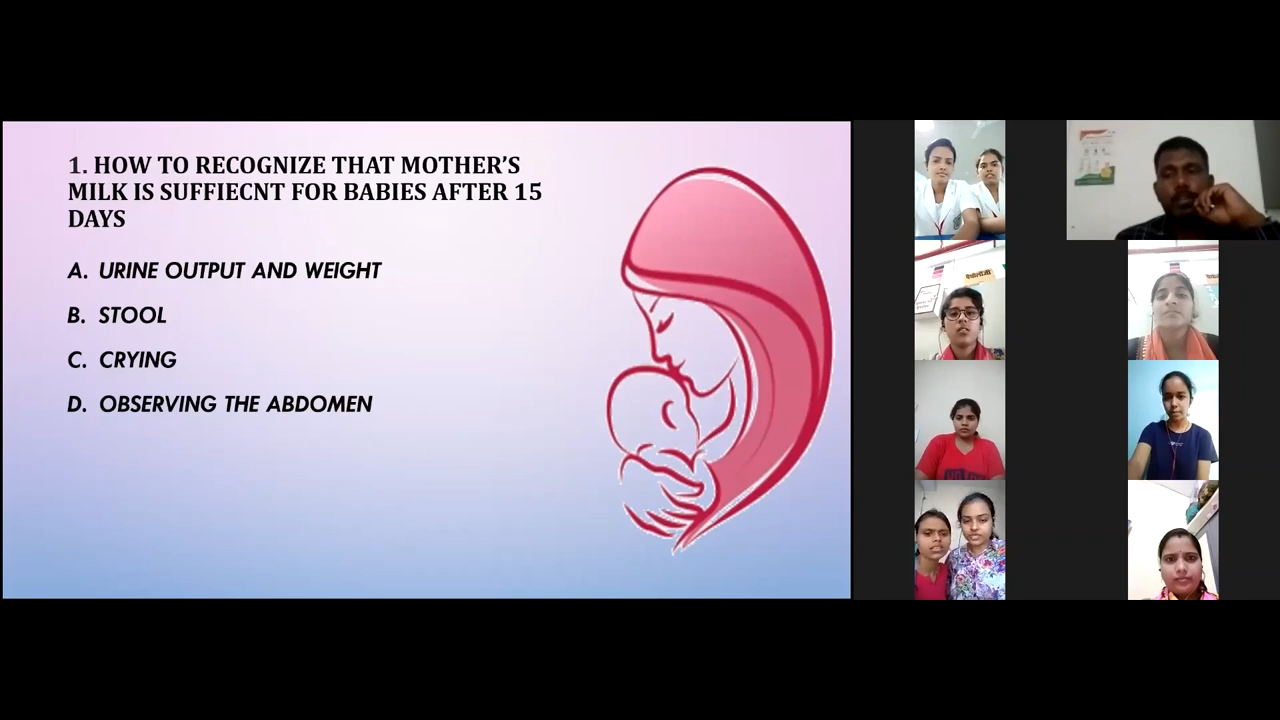 1. HOW TO RECOGNIZE THAT MOTHER'S
MILK IS SUFFIECNT FOR BABIES AFTER 15
DAYS
A. URINE OUTPUT AND WEIGHT
B. STOOL
C. CRYING
D. OBSERVING THE ABDOMEN